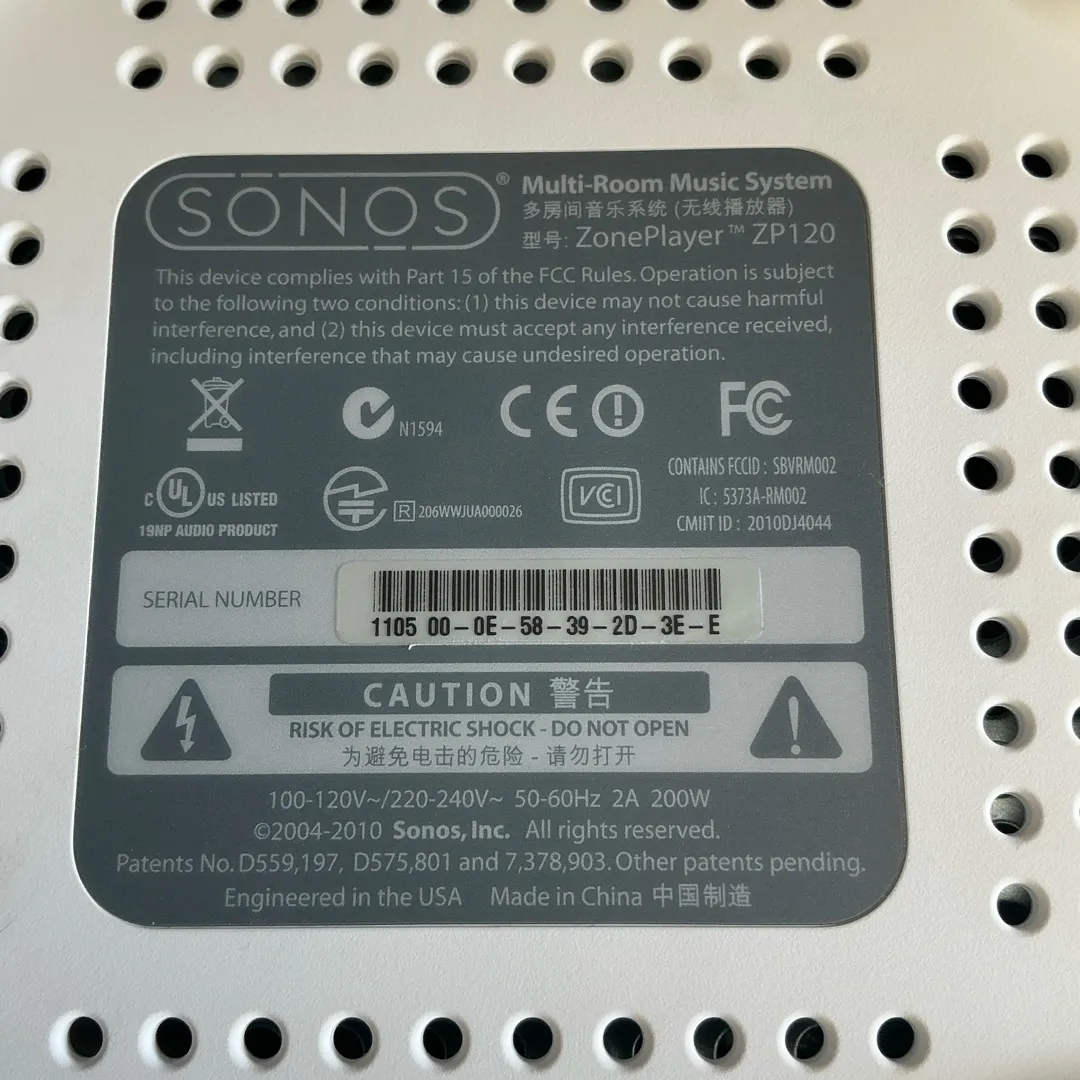 SONOS® Multi-Room Music System
多房间音乐系统 (无线播放器)
型号: ZonePlayer™ ZP120
This device complies with Part 15 of the FCC Rules. Operation is subject
to the following two conditions: (1) this device may not cause harmful
interference, and (2) this device must accept any interference received,
including interference that may cause undesired operation.
N1594
CE
FC
CONTAINS FCCID : SBVRM002
IC : 5373A-RM002
CMIIT ID : 2010DJ4044
C UL US LISTED
19NP AUDIO PRODUCT
R 206WWJUA000026
VCI
SERIAL NUMBER
1105 00-0E-58-39-2D-3E-E
CAUTION 警告
RISK OF ELECTRIC SHOCK - DO NOT OPEN
为避免电击的危险 - 请勿打开
100-120V~/220-240V~ 50-60Hz 2A 200W
©2004-2010 Sonos, Inc. All rights reserved.
Patents No. D559,197, D575,801 and 7,378,903. Other patents pending.
Engineered in the USA Made in China 中国制造